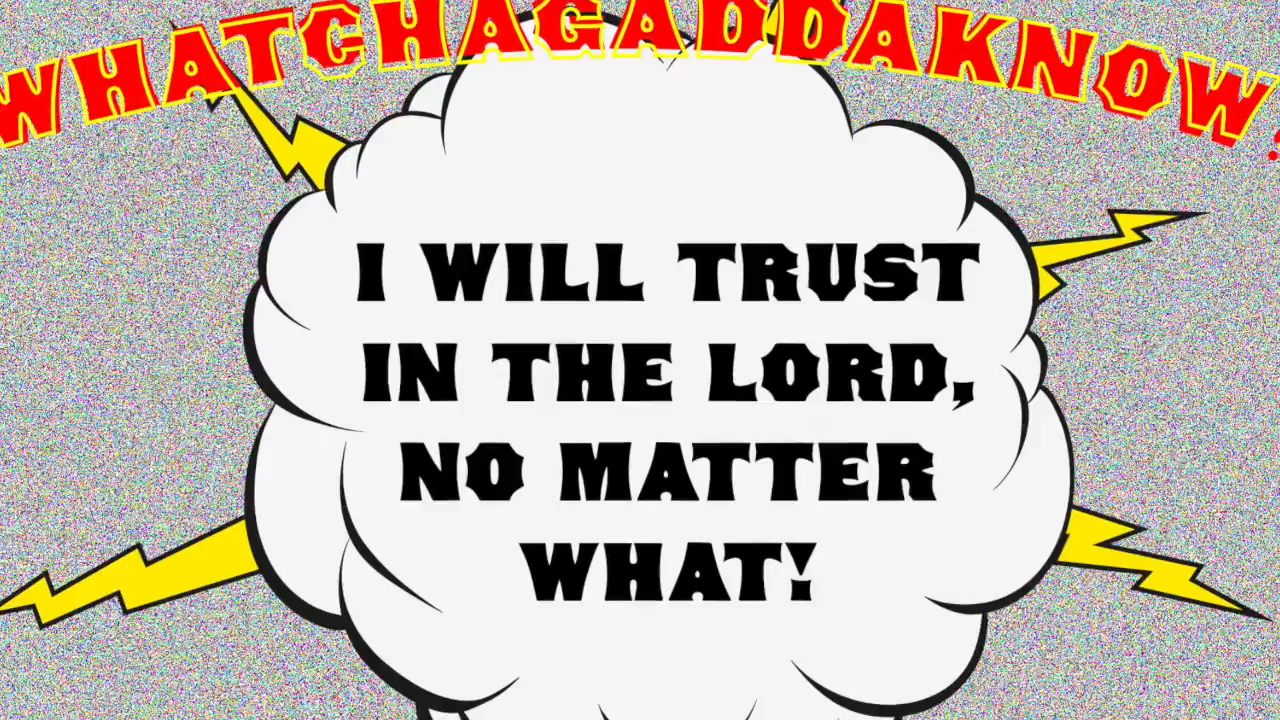 WHATCHAGADDAKNOW?
I WILL TRUST
IN THE LORD,
NO MATTER
WHAT!